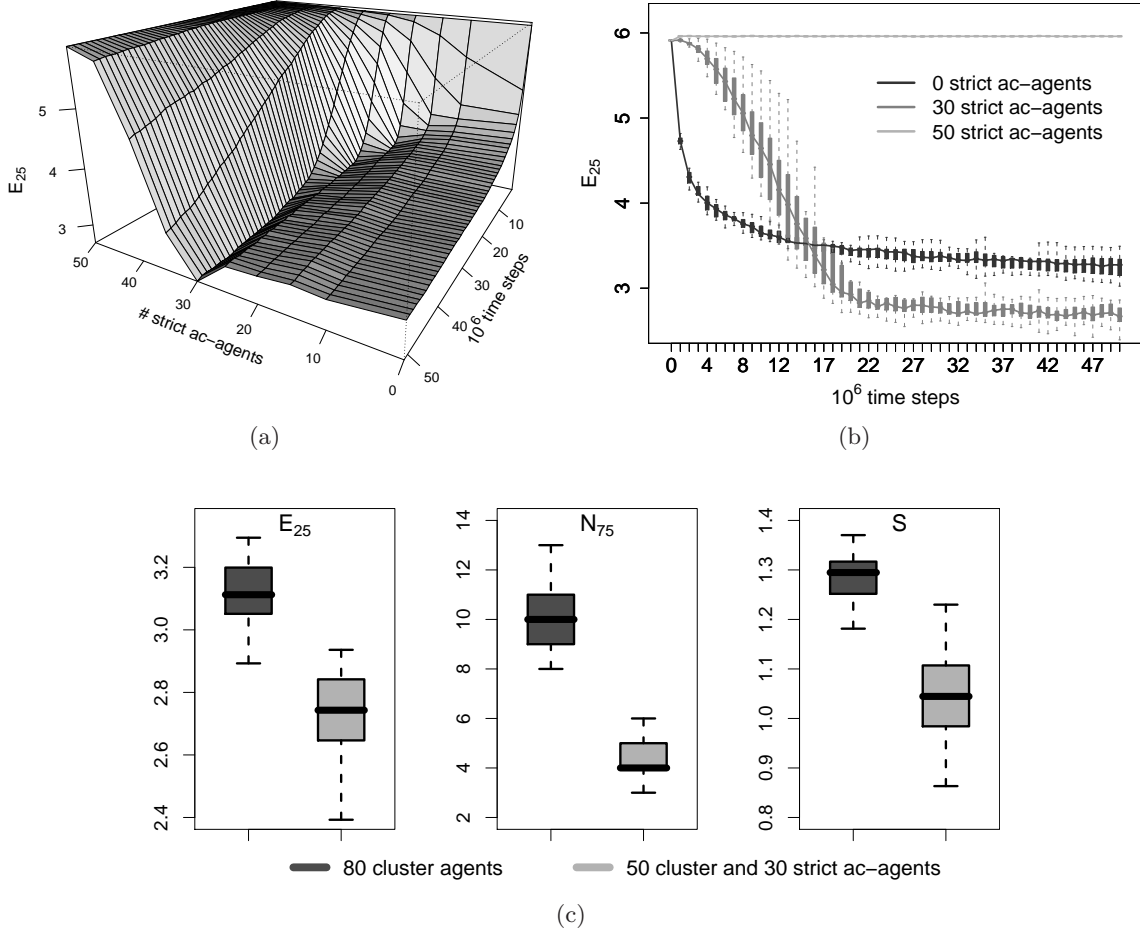 E25
5
4
3
50
40
30
20
10
0
# strict ac−agents
10
20
30
40
50
10^6 time steps
(a)
E25
6
5
4
3
0 strict ac−agents
30 strict ac−agents
50 strict ac−agents
0 4 8 12 17 22 27 32 37 42 47
10^6 time steps
(b)
E25
3.2
3.0
2.8
2.6
2.4
N75
14
12
10
8
6
4
2
S
1.4
1.3
1.2
1.1
1.0
0.9
0.8
80 cluster agents
50 cluster and 30 strict ac−agents
(c)